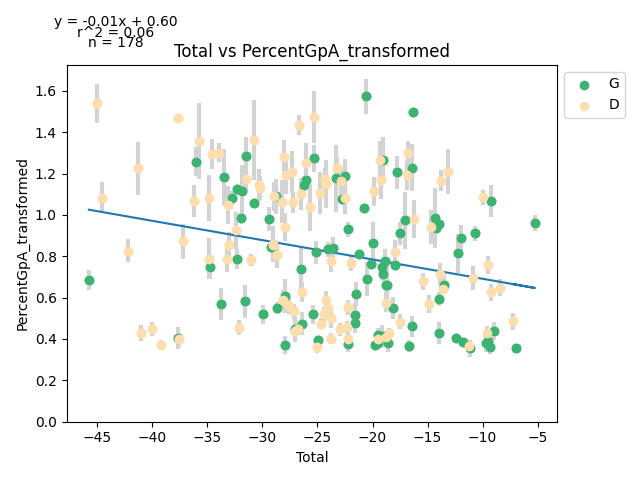 y = -0.01x + 0.60
r^2 = 0.06
n = 178
Total vs PercentGpA_transformed
G
D
PercentGpA_transformed
1.6
1.4
1.2
1.0
0.8
0.6
0.4
0.2
0.0
−45 −40 −35 −30 −25 −20 −15 −10 −5
Total